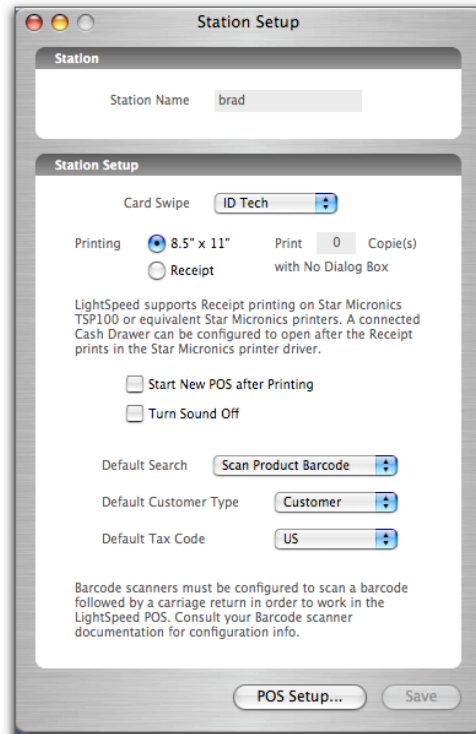 Station Setup
Station
Station Name brad
Station Setup
Card Swipe ID Tech
Printing 8.5" x 11" Print 0 Copie(s)
Receipt with No Dialog Box
LightSpeed supports Receipt printing on Star Micronics
TSP100 or equivalent Star Micronics printers. A connected
Cash Drawer can be configured to open after the Receipt
prints in the Star Micronics printer driver.
Start New POS after Printing
Turn Sound Off
Default Search Scan Product Barcode
Default Customer Type Customer
Default Tax Code US
Barcode scanners must be configured to scan a barcode
followed by a carriage return in order to work in the
LightSpeed POS. Consult your Barcode scanner
documentation for configuration info.
POS Setup... Save